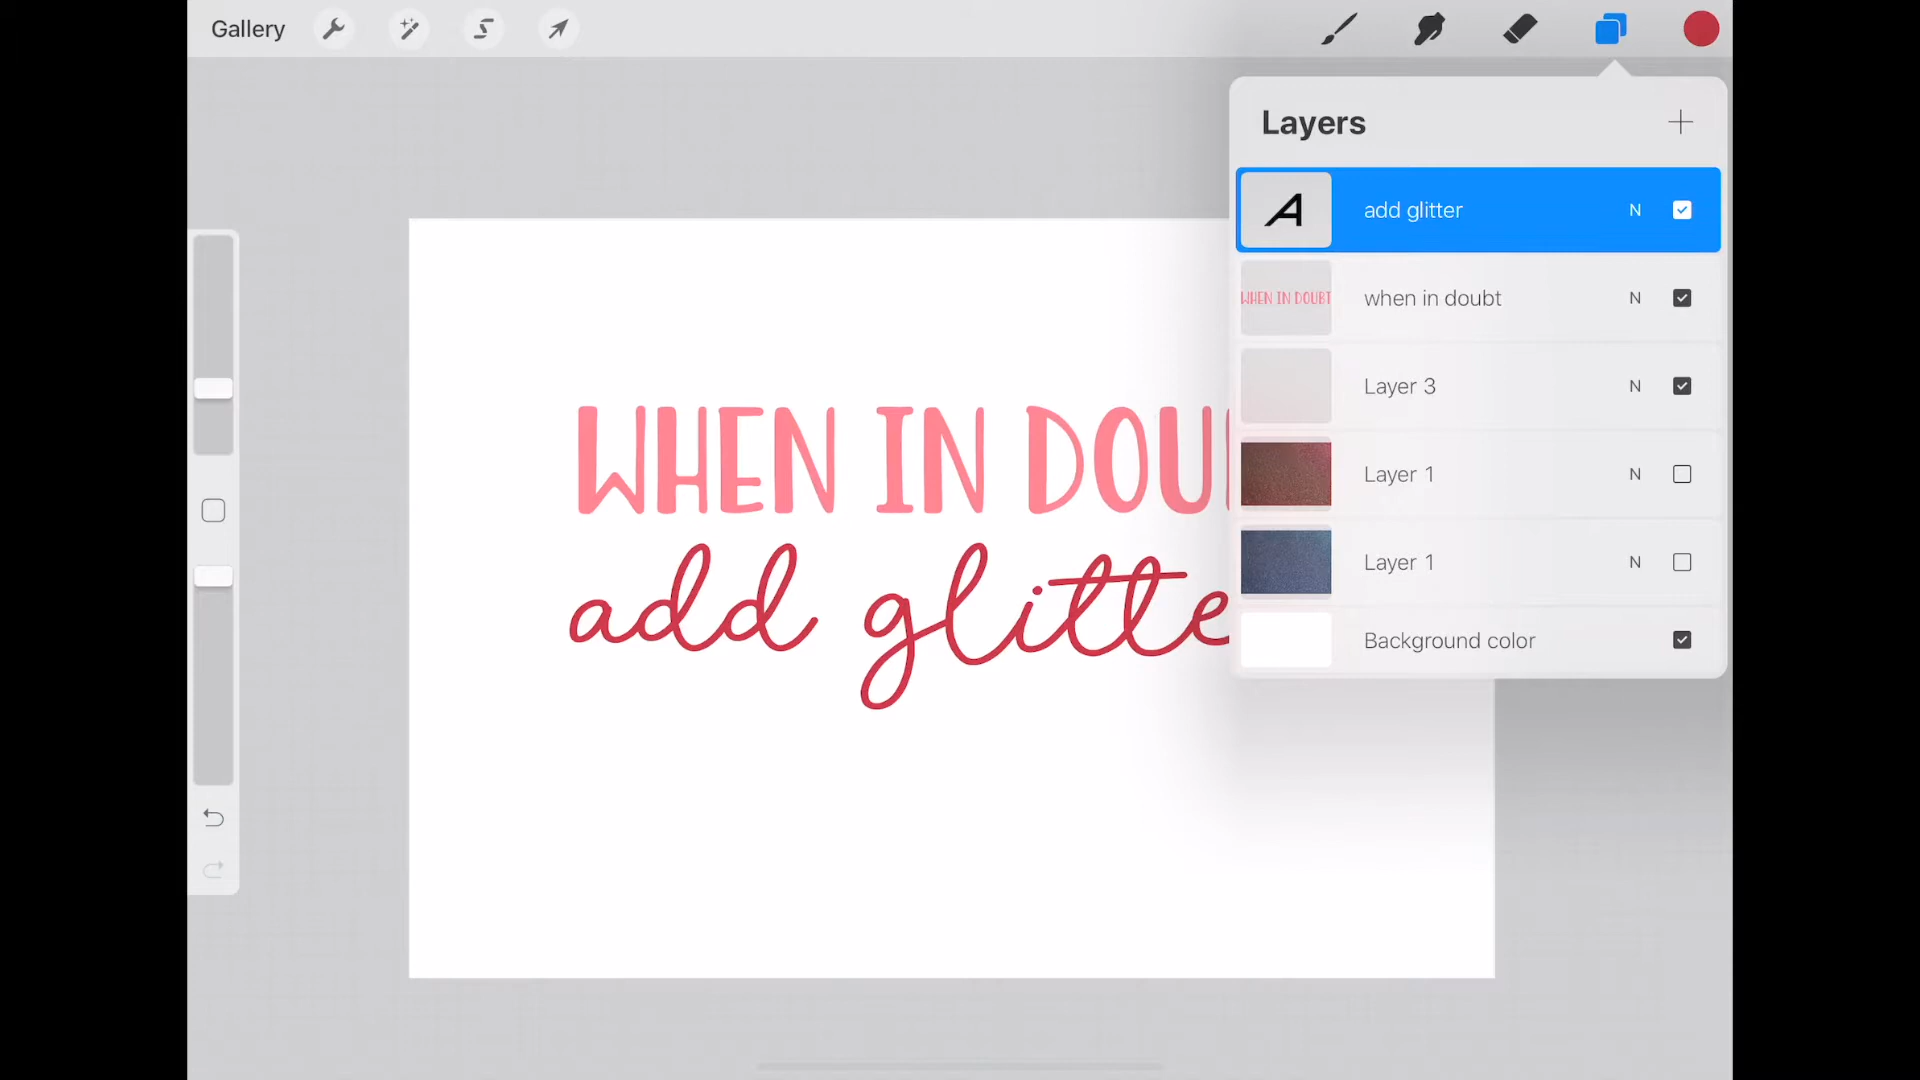 Gallery
Layers
add glitter N
WHEN IN DOUBT when in doubt N
Layer 3 N
Layer 1 N
Layer 1 N
Background color
WHEN IN DOU
add glitte